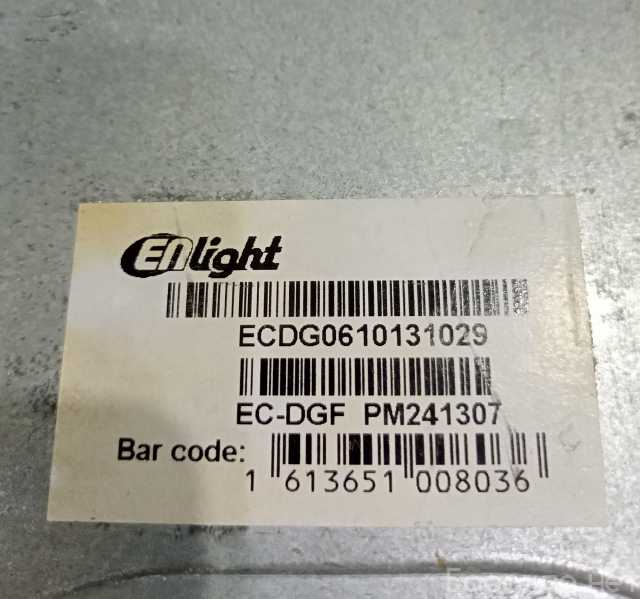 ENlight
ECDG0610131029
EC-DGF PM241307
Bar code:
1 613651 008036